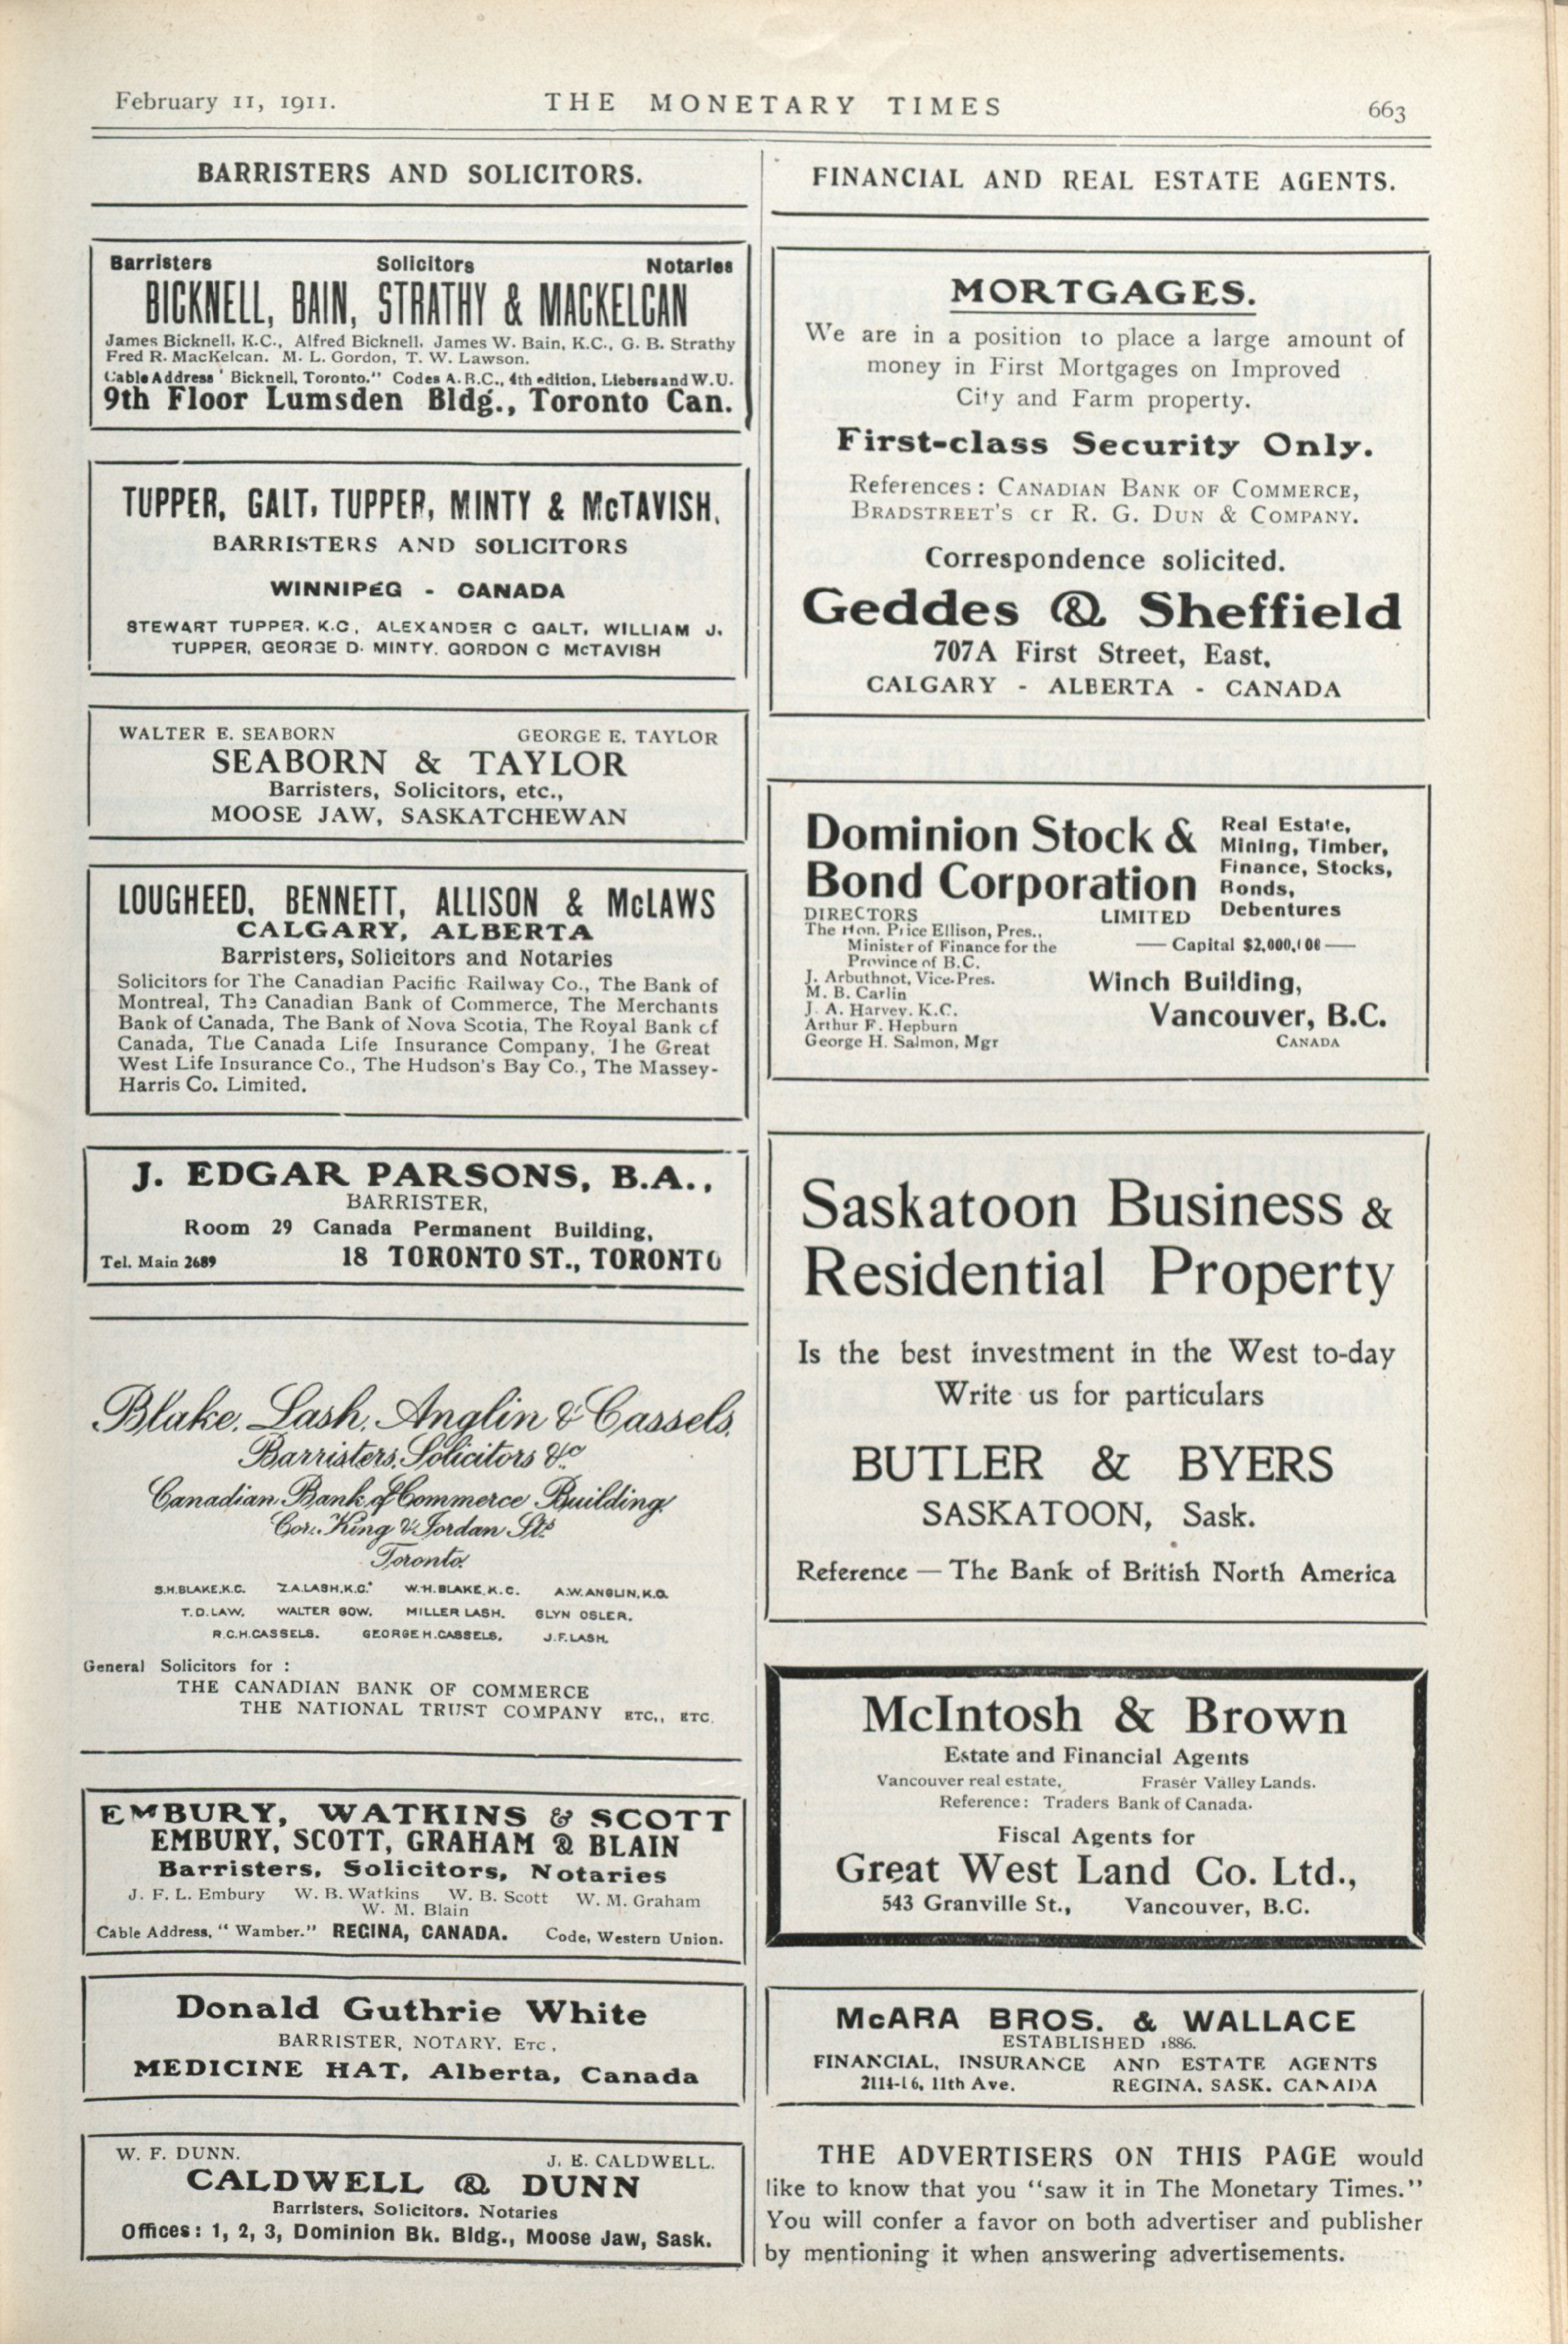 February 11, 1911.
THE MONETARY TIMES
663
BARRISTERS AND SOLICITORS.
Barristers Solicitors Notaries
BICKNELL, BAIN, STRATHY & MACKELCAN
James Bicknell, K.C., Alfred Bicknell, James W. Bain, K.C., G. B. Strathy
Fred R. MacKelcan. M. L. Gordon, T. W. Lawson.
Cable Address ' Bicknell, Toronto." Codes A.B.C., 4th edition, Liebers and W.U.
9th Floor Lumsden Bldg., Toronto Can.
TUPPER, GALT, TUPPER, MINTY & McTAVISH.
BARRISTERS AND SOLICITORS
WINNIPEG - CANADA
STEWART TUPPER, K.C, ALEXANDER C GALT, WILLIAM J.
TUPPER, GEORGE D. MINTY. GORDON C McTAVISH
WALTER E. SEABORN GEORGE E. TAYLOR
SEABORN & TAYLOR
Barristers, Solicitors, etc.,
MOOSE JAW, SASKATCHEWAN
LOUGHEED, BENNETT, ALLISON & McLAWS
CALGARY, ALBERTA
Barristers, Solicitors and Notaries
Solicitors for The Canadian Pacific Railway Co., The Bank of
Montreal, The Canadian Bank of Commerce, The Merchants
Bank of Canada, The Bank of Nova Scotia, The Royal Bank of
Canada, The Canada Life Insurance Company, The Great
West Life Insurance Co., The Hudson's Bay Co., The Massey-
Harris Co. Limited.
J. EDGAR PARSONS, B.A.,
BARRISTER,
Room 29 Canada Permanent Building,
Tel. Main 2689 18 TORONTO ST., TORONTO
Blake, Lash, Anglin & Cassels,
Barristers, Solicitors &c
Canadian Bank of Commerce Building,
Cor. King & Jordan Sts.
Toronto.
S.H.BLAKE,K.C. Z.A.LASH,K.C. W.H.BLAKE,K.C. A.W.ANGLIN,K.C.
T.D.LAW. WALTER GOW. MILLER LASH. GLYN OSLER.
R.C.H.CASSELS. GEORGE H.CASSELS. J.F.LASH.
General Solicitors for :
THE CANADIAN BANK OF COMMERCE
THE NATIONAL TRUST COMPANY ETC., ETC.
EMBURY, WATKINS & SCOTT
EMBURY, SCOTT, GRAHAM & BLAIN
Barristers, Solicitors, Notaries
J. F. L. Embury W. B. Watkins W. B. Scott W. M. Graham
W. M. Blain
Cable Address, "Wamber." REGINA, CANADA. Code, Western Union.
Donald Guthrie White
BARRISTER, NOTARY, ETC,
MEDICINE HAT, Alberta, Canada
W. F. DUNN. J. E. CALDWELL.
CALDWELL & DUNN
Barristers, Solicitors, Notaries
Offices: 1, 2, 3, Dominion Bk. Bldg., Moose Jaw, Sask.
FINANCIAL AND REAL ESTATE AGENTS.
MORTGAGES.
We are in a position to place a large amount of
money in First Mortgages on Improved
City and Farm property.
First-class Security Only.
References: CANADIAN BANK OF COMMERCE,
BRADSTREET'S or R. G. DUN & COMPANY.
Correspondence solicited.
Geddes & Sheffield
707A First Street, East.
CALGARY - ALBERTA - CANADA
Dominion Stock &
Bond Corporation
LIMITED
Real Estate,
Mining, Timber,
Finance, Stocks,
Bonds,
Debentures
DIRECTORS
The Hon. Price Ellison, Pres.,
Minister of Finance for the
Province of B.C.
J. Arbuthnot, Vice-Pres.
M. B. Carlin
J. A. Harvey, K.C.
Arthur F. Hepburn
George H. Salmon, Mgr
— Capital $2,000,000 —
Winch Building,
Vancouver, B.C.
CANADA
Saskatoon Business &
Residential Property
Is the best investment in the West to-day
Write us for particulars
BUTLER & BYERS
SASKATOON, Sask.
Reference — The Bank of British North America
McIntosh & Brown
Estate and Financial Agents
Vancouver real estate, Fraser Valley Lands.
Reference: Traders Bank of Canada.
Fiscal Agents for
Great West Land Co. Ltd.,
543 Granville St., Vancouver, B.C.
McARA BROS. & WALLACE
ESTABLISHED 1886.
FINANCIAL, INSURANCE AND ESTATE AGENTS
2114-16, 11th Ave. REGINA, SASK. CANADA
THE ADVERTISERS ON THIS PAGE would
like to know that you "saw it in The Monetary Times."
You will confer a favor on both advertiser and publisher
by mentioning it when answering advertisements.